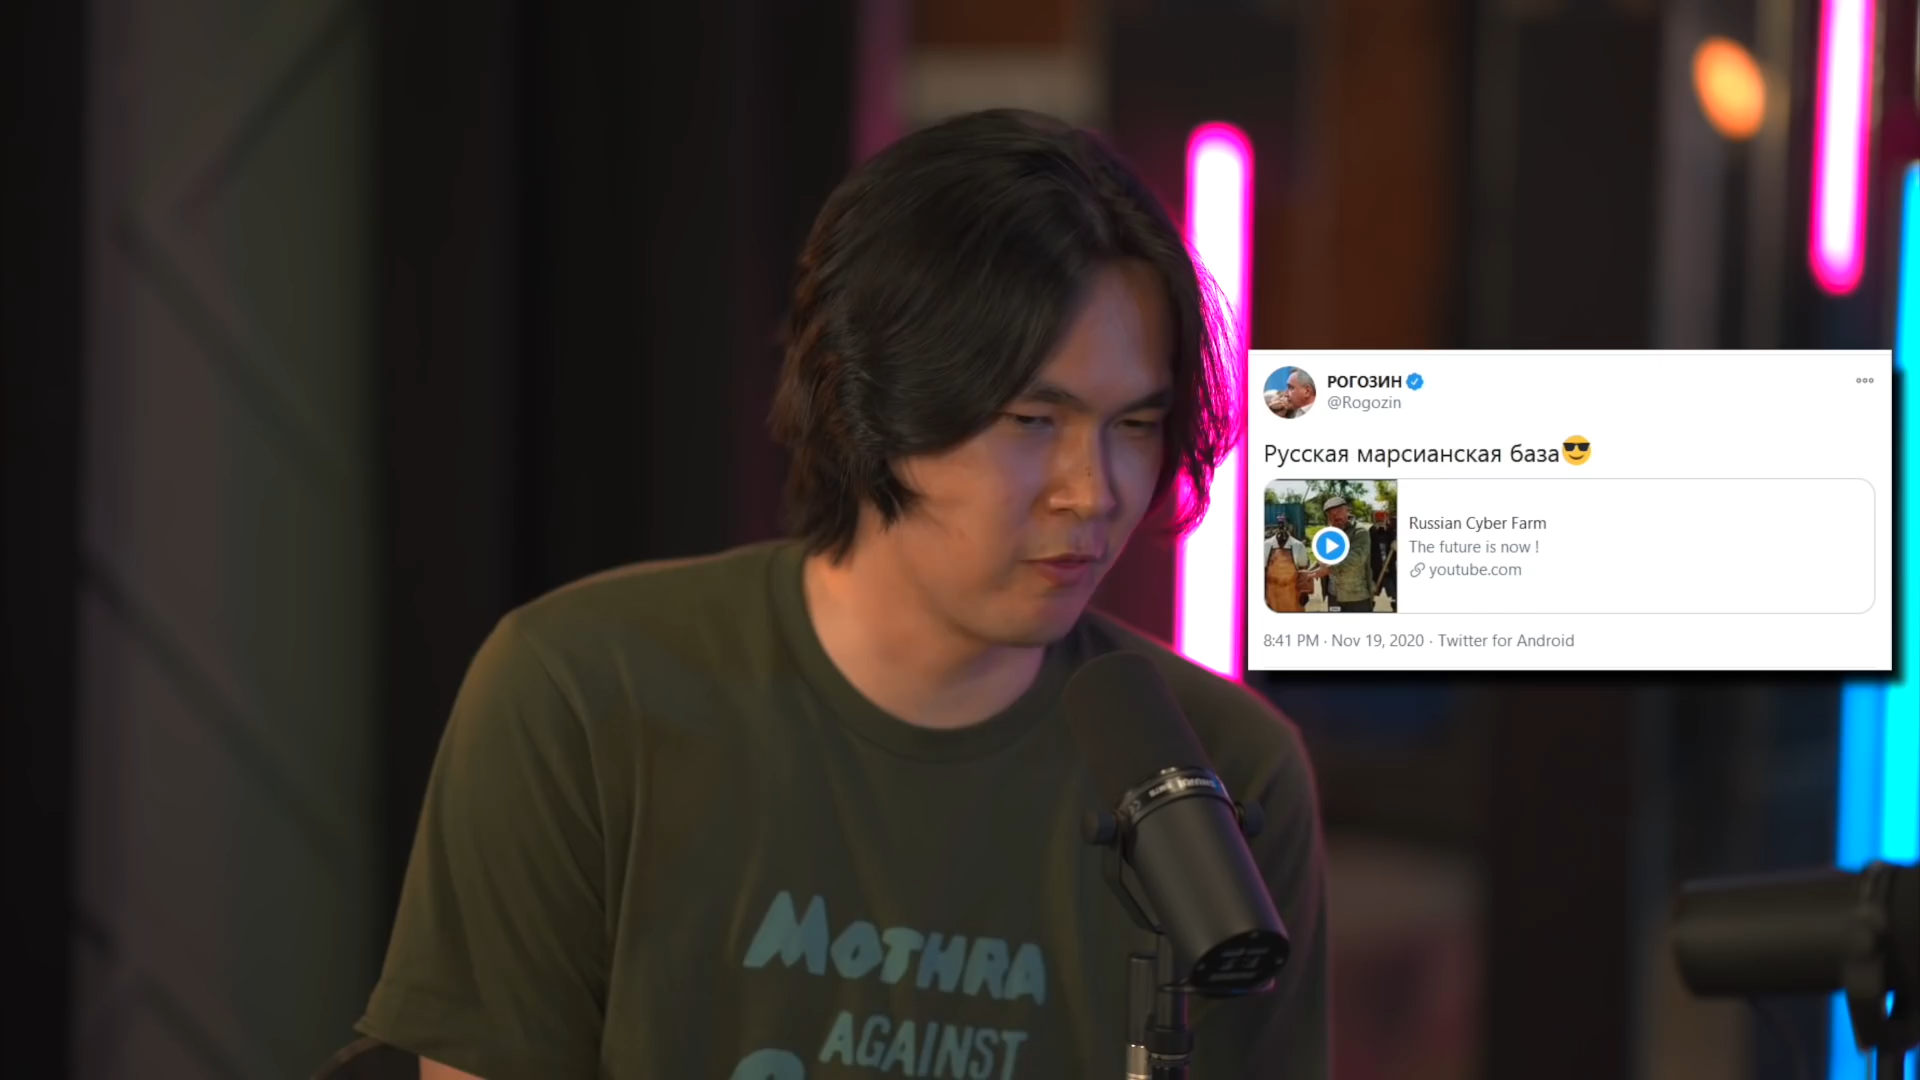 РОГОЗИН
@Rogozin
Русская марсианская база😎
Russian Cyber Farm
The future is now !
youtube.com
8:41 PM · Nov 19, 2020 · Twitter for Android
MOTHRA
AGAINST